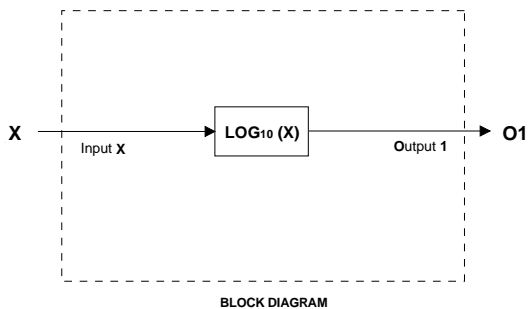 X
LOG10 (X)
O1
Input X
Output 1
BLOCK DIAGRAM